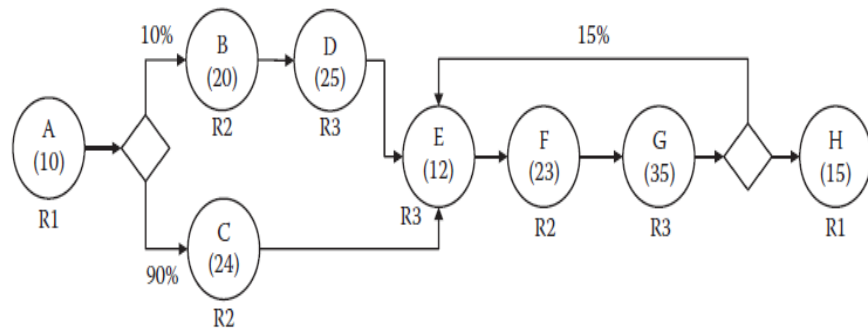 10%
B
(20)
R2
D
(25)
R3
15%
A
(10)
R1
E
(12)
R3
F
(23)
R2
G
(35)
R3
H
(15)
R1
90%
C
(24)
R2